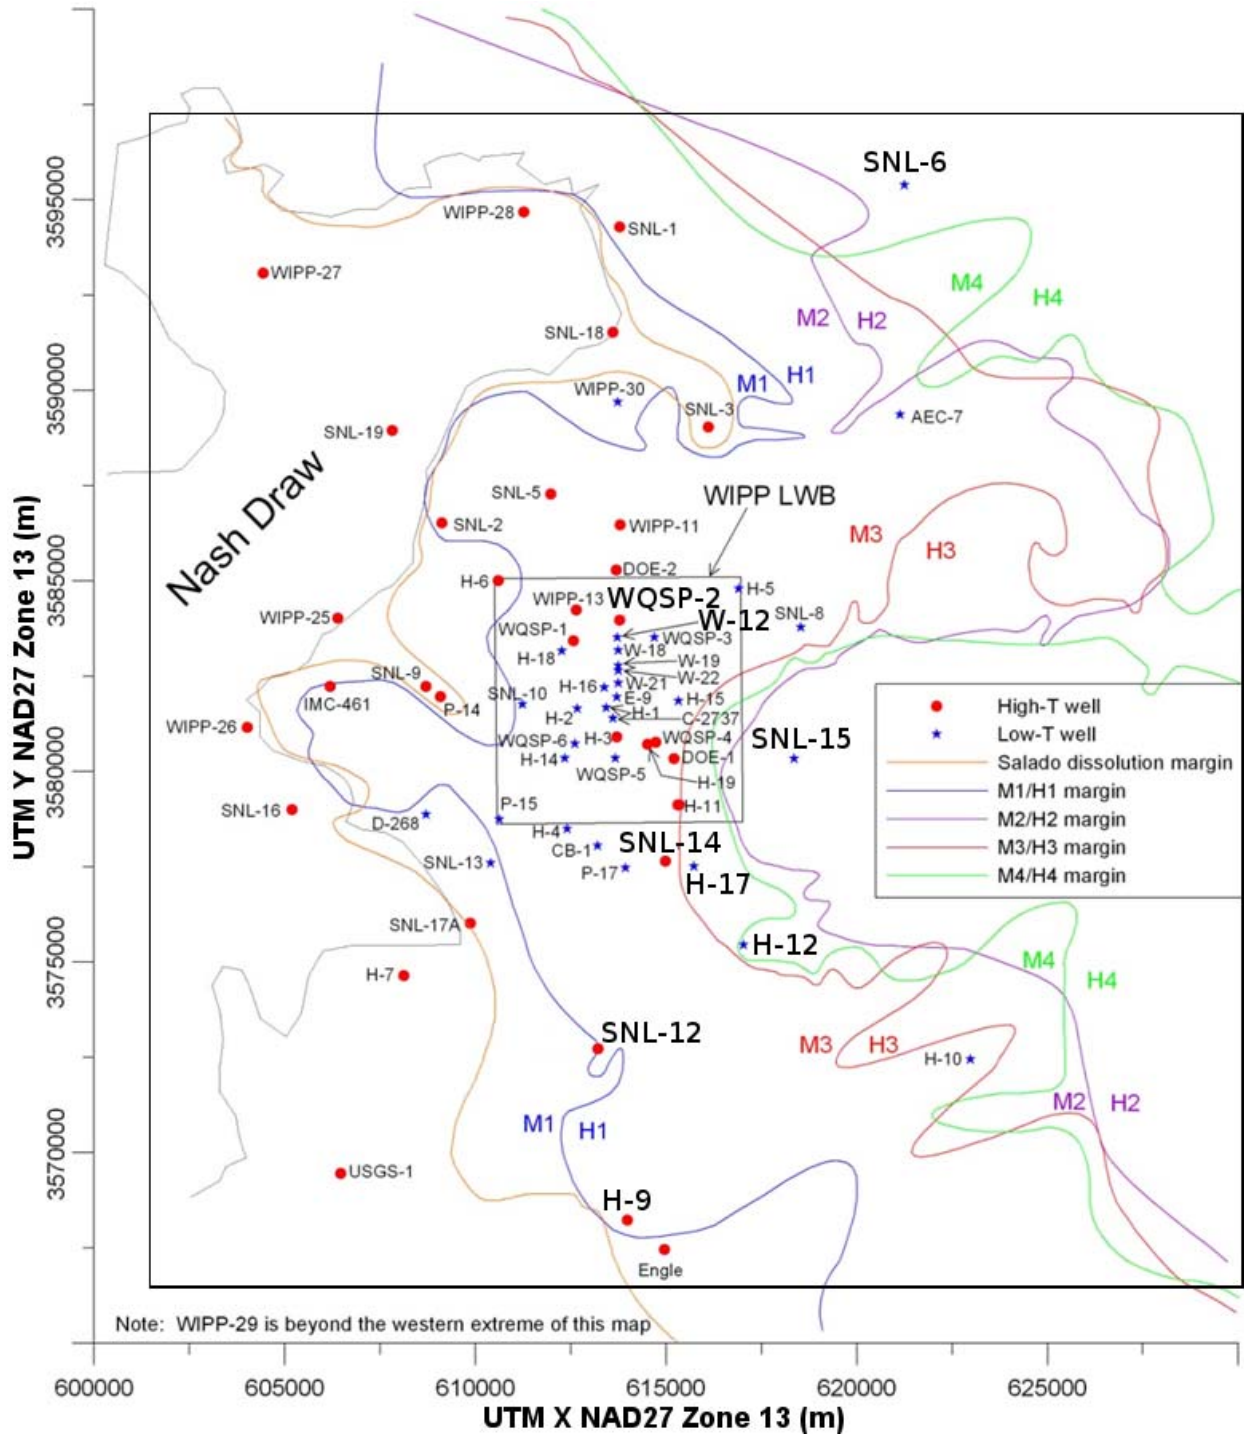 SNL-6
3595000
WIPP-28
SNL-1
WIPP-27
M4
H4
M2
H2
SNL-18
3590000
WIPP-30
M1
H1
SNL-3
AEC-7
SNL-19
Nash Draw
SNL-5
WIPP LWB
SNL-2
WIPP-11
M3
H3
3585000
H-6
DOE-2
H-5
WIPP-13
WQSP-2
SNL-8
WIPP-25
W-12
WQSP-1
WQSP-3
H-18
W-18
W-19
SNL-9
W-22
IMC-461
P-14
SNL-10
H-16
W-21
E-9
H-15
H-2
H-1
C-2737
WIPP-26
WQSP-6
H-3
WQSP-4
SNL-15
H-14
DOE-1
WQSP-5
H-19
3580000
SNL-16
P-15
H-11
D-268
H-4
CB-1
SNL-14
SNL-13
P-17
H-17
High-T well
Low-T well
Salado dissolution margin
M1/H1 margin
M2/H2 margin
M3/H3 margin
M4/H4 margin
SNL-17A
H-12
3575000
H-7
M4
H4
SNL-12
M3
H3
H-10
M1
H1
M2
H2
3570000
USGS-1
H-9
Engle
Note: WIPP-29 is beyond the western extreme of this map
UTM Y NAD27 Zone 13 (m)
600000
605000
610000
615000
620000
625000
UTM X NAD27 Zone 13 (m)